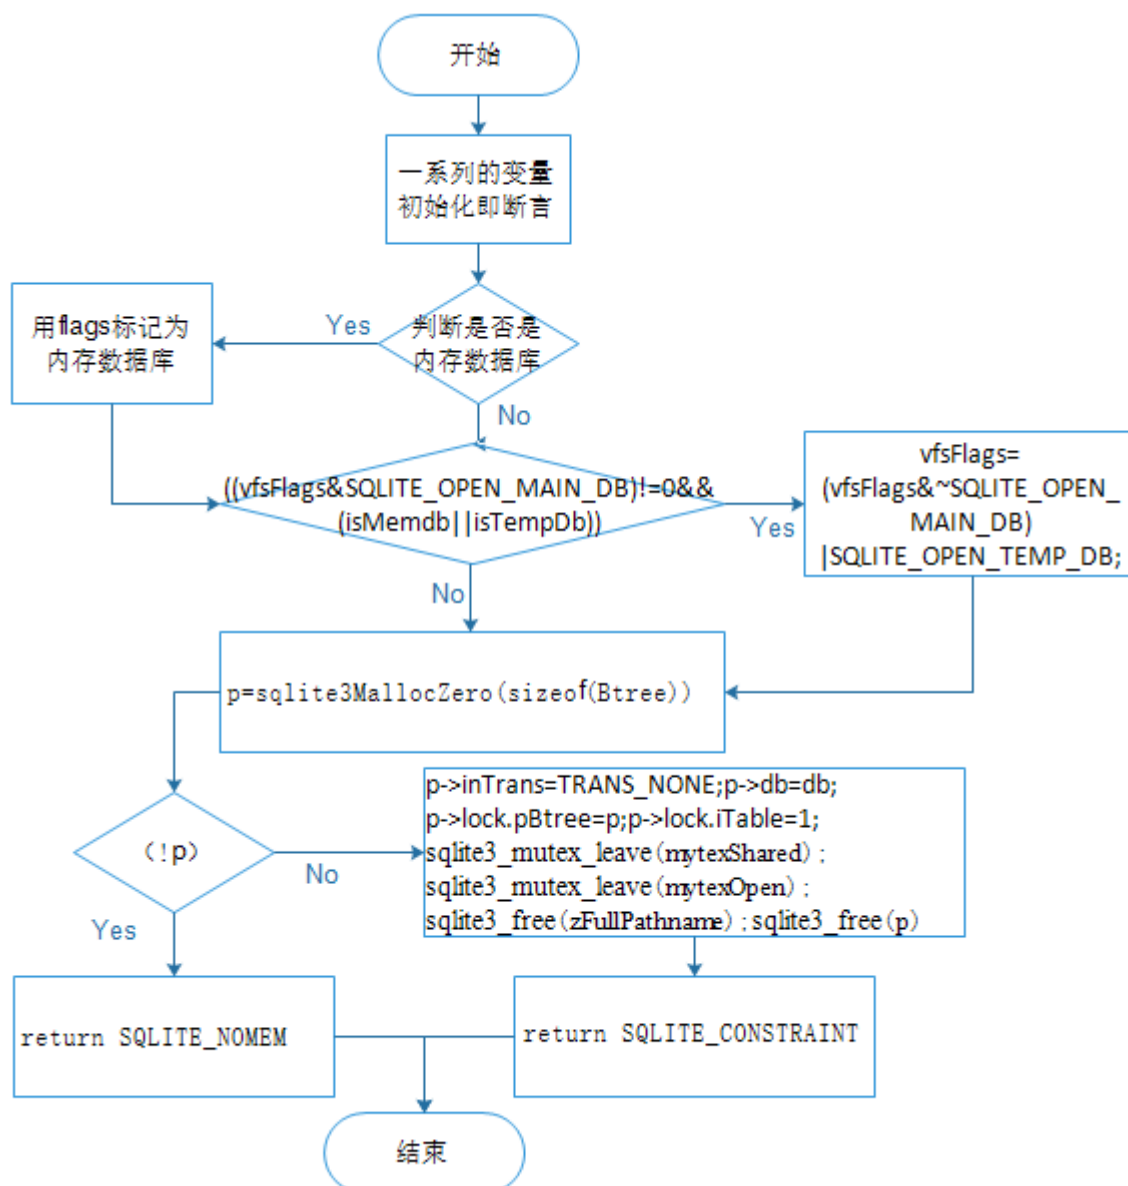 开始
一系列的变量
初始化即断言
用flags标记为
内存数据库
Yes
判断是否是
内存数据库
No
((vfsFlags&SQLITE_OPEN_MAIN_DB)!=0&&
(isMemdb||isTempDb))
Yes
vfsFlags=
(vfsFlags&~SQLITE_OPEN_
MAIN_DB)
|SQLITE_OPEN_TEMP_DB;
No
p=sqlite3MallocZero(sizeof(Btree))
(!p)
No
p->inTrans=TRANS_NONE;p->db=db;
p->lock.pBtree=p;p->lock.iTable=1;
sqlite3_mutex_leave(mytexShared);
sqlite3_mutex_leave(mytexOpen);
sqlite3_free(zFullPathname);sqlite3_free(p)
Yes
return SQLITE_NOMEM
return SQLITE_CONSTRAINT
结束